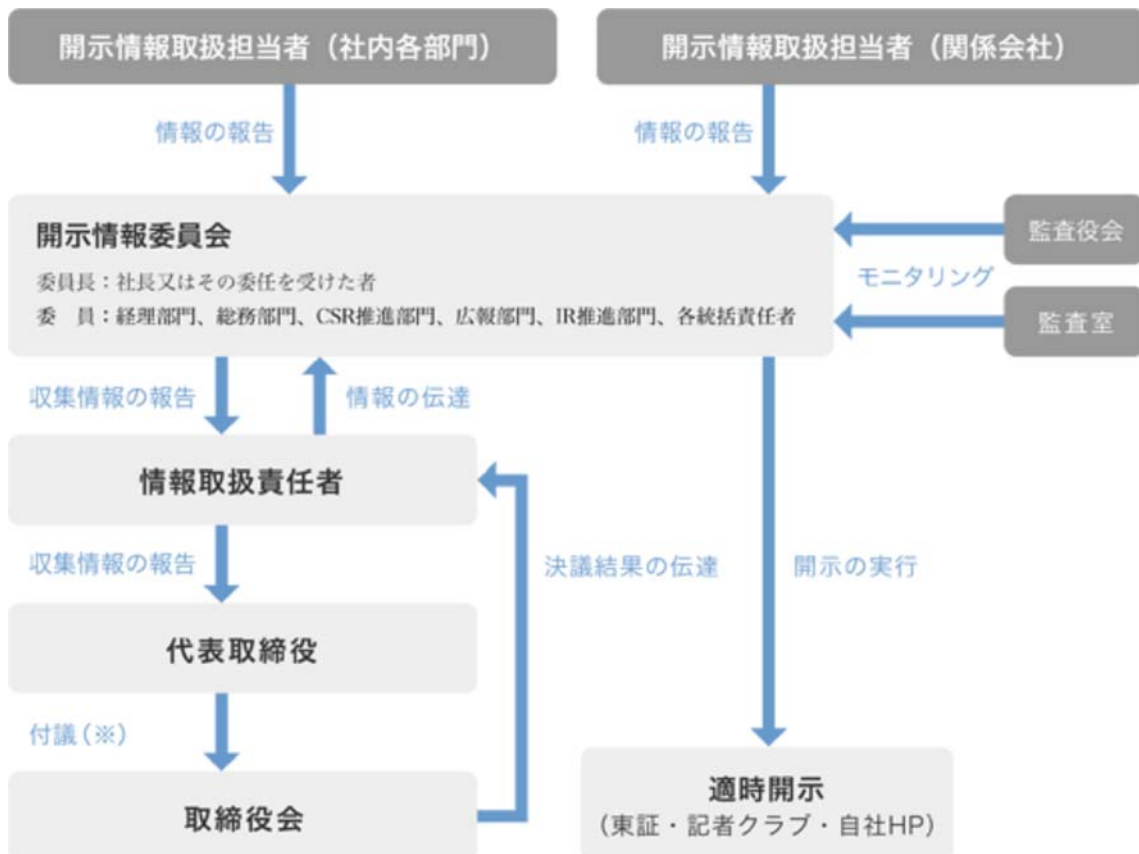 開示情報取扱担当者（社内各部門）
開示情報取扱担当者（関係会社）
情報の報告
情報の報告
開示情報委員会
委員長：社長又はその委任を受けた者
委　員：経理部門、総務部門、CSR推進部門、広報部門、IR推進部門、各統括責任者
監査役会
モニタリング
監査室
収集情報の報告
情報の伝達
情報取扱責任者
収集情報の報告
決議結果の伝達
開示の実行
代表取締役
付議（※）
取締役会
適時開示
（東証・記者クラブ・自社HP）